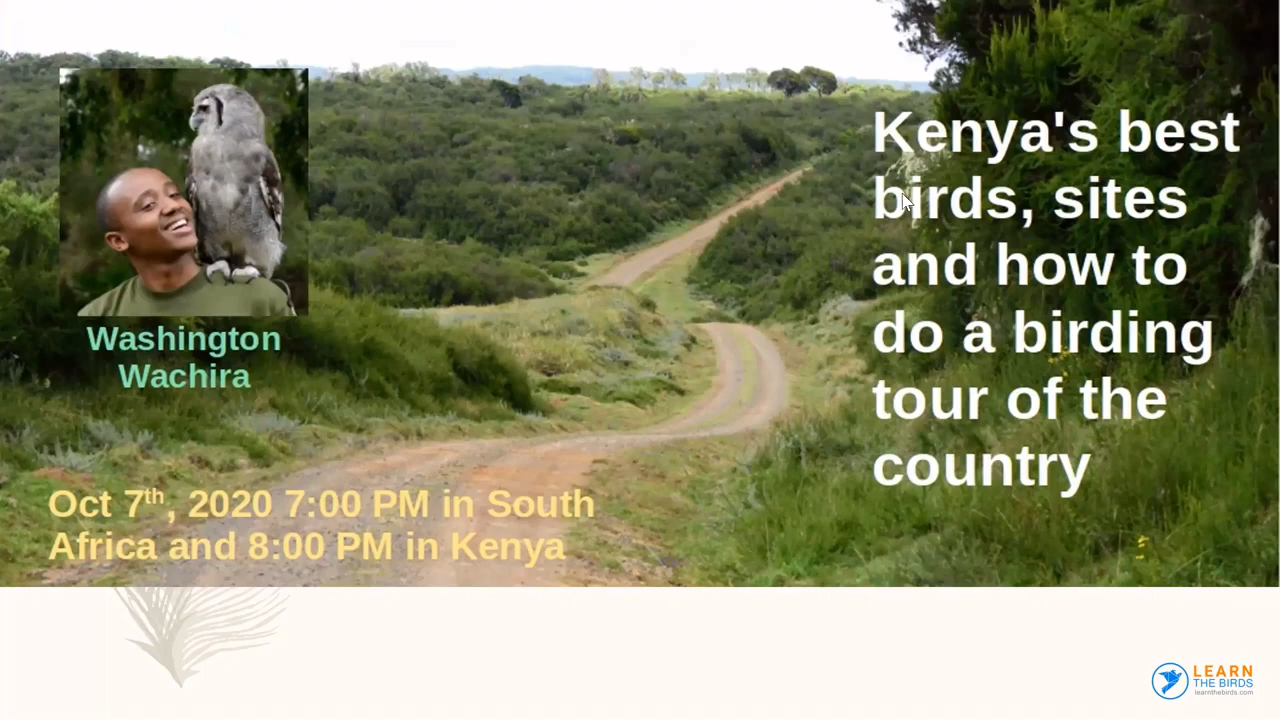 Kenya's best
birds, sites
and how to
do a birding
tour of the
country
Washington
Wachira
Oct 7th, 2020 7:00 PM in South
Africa and 8:00 PM in Kenya
LEARN
THE BIRDS
learnthebirds.com